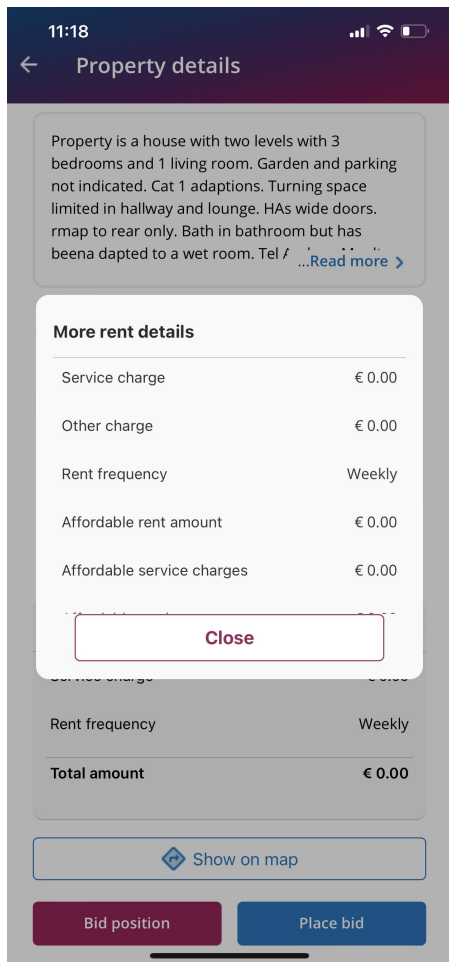 11:18
Property details
Property is a house with two levels with 3
bedrooms and 1 living room. Garden and parking
not indicated. Cat 1 adaptions. Turning space
limited in hallway and lounge. HAs wide doors.
rmap to rear only. Bath in bathroom but has
beena dapted to a wet room. Tel
...Read more
More rent details
Service charge € 0.00
Other charge € 0.00
Rent frequency Weekly
Affordable rent amount € 0.00
Affordable service charges € 0.00
Close
Rent frequency Weekly
Total amount € 0.00
Show on map
Bid position Place bid